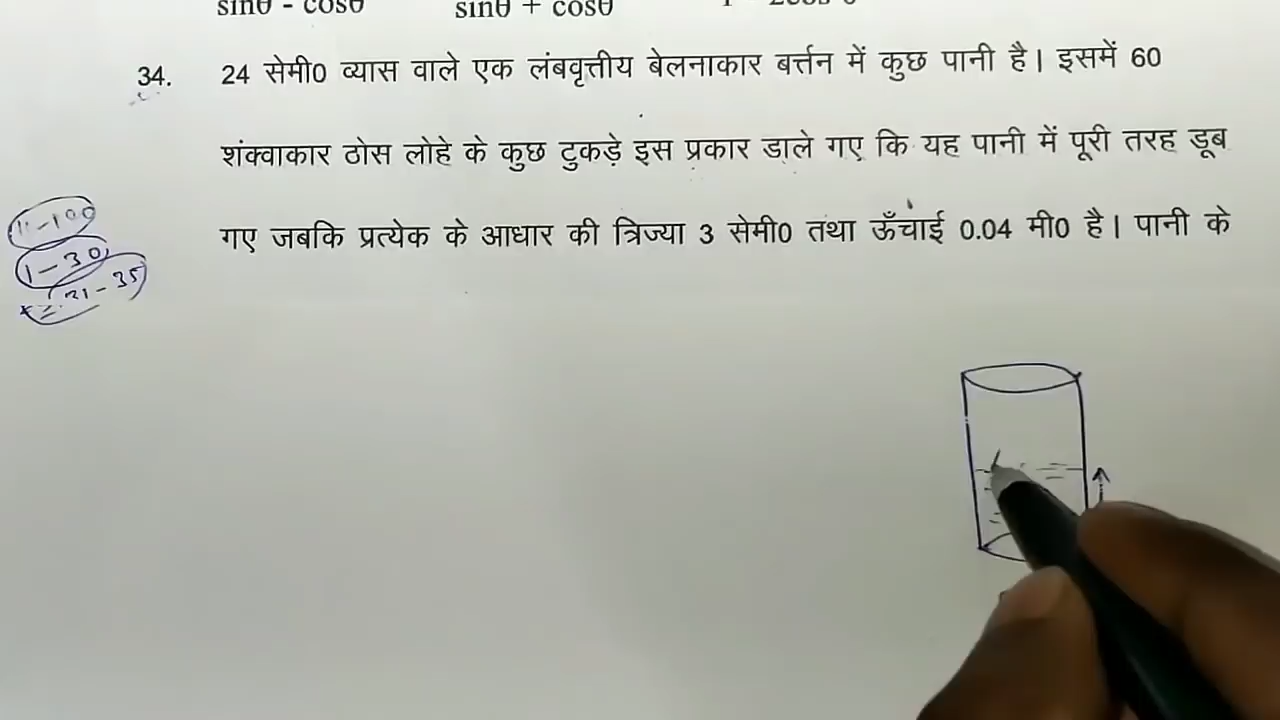 sinθ - cosθ sinθ + cosθ
34. 24 सेमी0 व्यास वाले एक लंबवृत्तीय बेलनाकार बर्त्तन में कुछ पानी है। इसमें 60
शंक्वाकार ठोस लोहे के कुछ टुकड़े इस प्रकार डाले गए कि यह पानी में पूरी तरह डूब
गए जबकि प्रत्येक के आधार की त्रिज्या 3 सेमी0 तथा ऊँचाई 0.04 मी0 है। पानी के
1-100
1-30
31-35